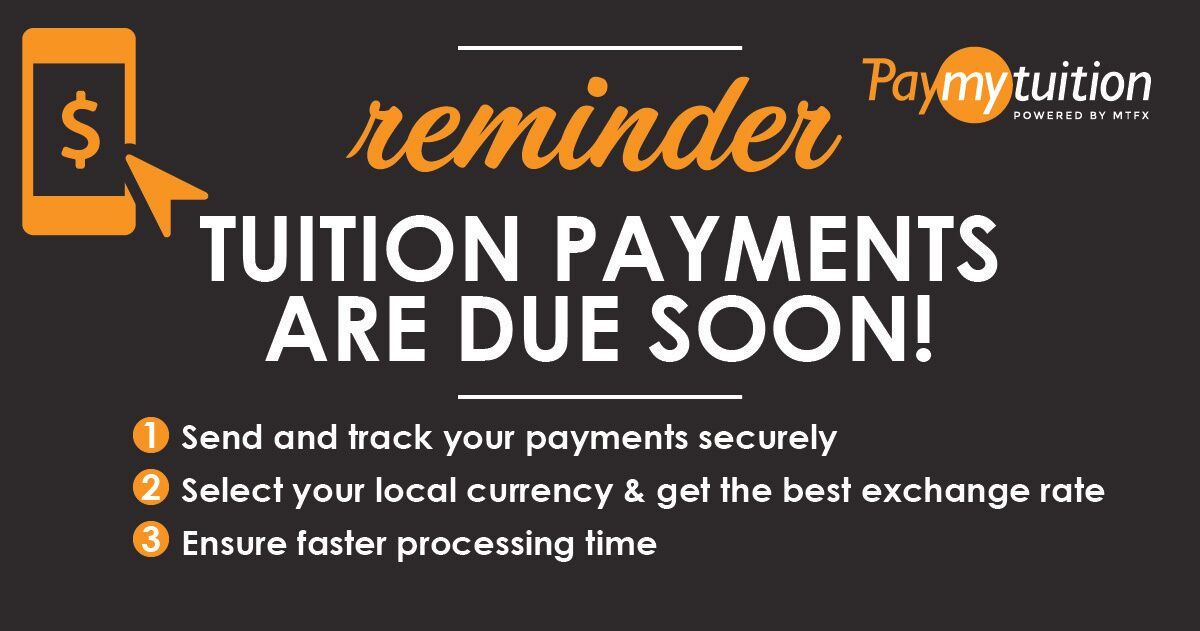 $
reminder
Paymytuition
POWERED BY MTFX
TUITION PAYMENTS
ARE DUE SOON!
1 Send and track your payments securely
2 Select your local currency & get the best exchange rate
3 Ensure faster processing time